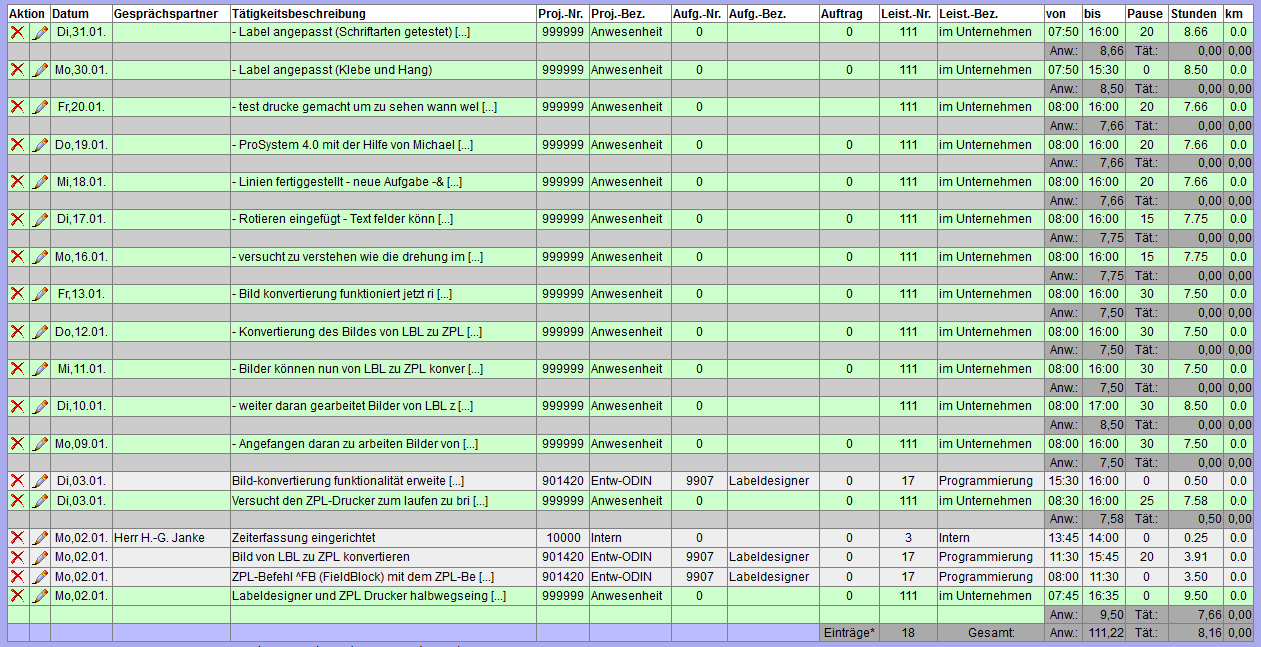 Aktion Datum Gesprächspartner Tätigkeitsbeschreibung Proj.-Nr. Proj.-Bez. Aufg.-Nr. Aufg.-Bez. Auftrag Leist.-Nr. Leist.-Bez. von bis Pause Stunden km
Di,31.01. - Label angepasst (Schriftarten getestet) [...] 999999 Anwesenheit 0 0 111 im Unternehmen 07:50 16:00 20 8.66 0.0
Anw.: 8,66 Tät.: 0,00 0,00
Mo,30.01. - Label angepasst (Klebe und Hang) 999999 Anwesenheit 0 0 111 im Unternehmen 07:50 15:30 0 8.50 0.0
Anw.: 8,50 Tät.: 0,00 0,00
Fr,20.01. - test drucke gemacht um zu sehen wann wel [...] 999999 Anwesenheit 0 111 im Unternehmen 08:00 16:00 20 7.66 0.0
Anw.: 7,66 Tät.: 0,00 0,00
Do,19.01. - ProSystem 4.0 mit der Hilfe von Michael [...] 999999 Anwesenheit 0 0 111 im Unternehmen 08:00 16:00 20 7.66 0.0
Anw.: 7,66 Tät.: 0,00 0,00
Mi,18.01. - Linien fertiggestellt - neue Aufgabe -& [...] 999999 Anwesenheit 0 0 111 im Unternehmen 08:00 16:00 20 7.66 0.0
Anw.: 7,66 Tät.: 0,00 0,00
Di,17.01. - Rotieren eingefügt - Text felder könn [...] 999999 Anwesenheit 0 0 111 im Unternehmen 08:00 16:00 15 7.75 0.0
Anw.: 7,75 Tät.: 0,00 0,00
Mo,16.01. - versucht zu verstehen wie die drehung im [...] 999999 Anwesenheit 0 0 111 im Unternehmen 08:00 16:00 15 7.75 0.0
Anw.: 7,75 Tät.: 0,00 0,00
Fr,13.01. - Bild konvertierung funktioniert jetzt ri [...] 999999 Anwesenheit 0 0 111 im Unternehmen 08:00 16:00 30 7.50 0.0
Anw.: 7,50 Tät.: 0,00 0,00
Do,12.01. - Konvertierung des Bildes von LBL zu ZPL [...] 999999 Anwesenheit 0 0 111 im Unternehmen 08:00 16:00 30 7.50 0.0
Anw.: 7,50 Tät.: 0,00 0,00
Mi,11.01. - Bilder können nun von LBL zu ZPL konver [...] 999999 Anwesenheit 0 0 111 im Unternehmen 08:00 16:00 30 7.50 0.0
Anw.: 7,50 Tät.: 0,00 0,00
Di,10.01. - weiter daran gearbeitet Bilder von LBL z [...] 999999 Anwesenheit 0 111 im Unternehmen 08:00 17:00 30 8.50 0.0
Anw.: 8,50 Tät.: 0,00 0,00
Mo,09.01. - Angefangen daran zu arbeiten Bilder von [...] 999999 Anwesenheit 0 0 111 im Unternehmen 08:00 16:00 30 7.50 0.0
Anw.: 7,50 Tät.: 0,00 0,00
Di,03.01. Bild-konvertierung funktionalität erweite [...] 901420 Entw-ODIN 9907 Labeldesigner 0 17 Programmierung 15:30 16:00 0 0.50 0.0
Di,03.01. Versucht den ZPL-Drucker zum laufen zu bri [...] 999999 Anwesenheit 0 0 111 im Unternehmen 08:30 16:00 25 7.58 0.0
Anw.: 7,58 Tät.: 0,50 0,00
Mo,02.01. Herr H.-G. Janke Zeiterfassung eingerichtet 10000 Intern 0 0 3 Intern 13:45 14:00 0 0.25 0.0
Mo,02.01. Bild von LBL zu ZPL konvertieren 901420 Entw-ODIN 9907 Labeldesigner 0 17 Programmierung 11:30 15:45 20 3.91 0.0
Mo,02.01. ZPL-Befehl ^FB (FieldBlock) mit dem ZPL-Be [...] 901420 Entw-ODIN 9907 Labeldesigner 0 17 Programmierung 08:00 11:30 0 3.50 0.0
Mo,02.01. Labeldesigner und ZPL Drucker halbwegseing [...] 999999 Anwesenheit 0 0 111 im Unternehmen 07:45 16:35 0 9.50 0.0
Anw.: 9,50 Tät.: 7,66 0,00
Einträge* 18 Gesamt: Anw.: 111,22 Tät.: 8,16 0,00